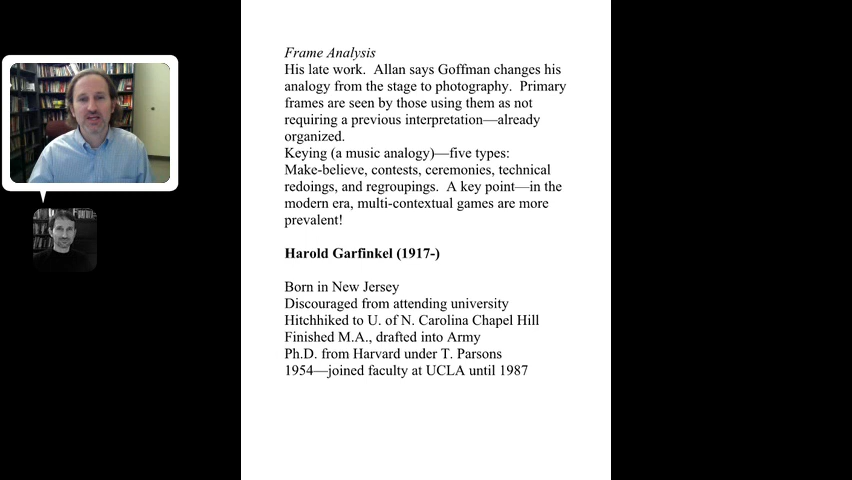 Frame Analysis
His late work.  Allan says Goffman changes his
analogy from the stage to photography.  Primary
frames are seen by those using them as not
requiring a previous interpretation—already
organized.
Keying (a music analogy)—five types:
Make-believe, contests, ceremonies, technical
redoings, and regroupings.  A key point—in the
modern era, multi-contextual games are more
prevalent!
Harold Garfinkel (1917-)
Born in New Jersey
Discouraged from attending university
Hitchhiked to U. of N. Carolina Chapel Hill
Finished M.A., drafted into Army
Ph.D. from Harvard under T. Parsons
1954—joined faculty at UCLA until 1987